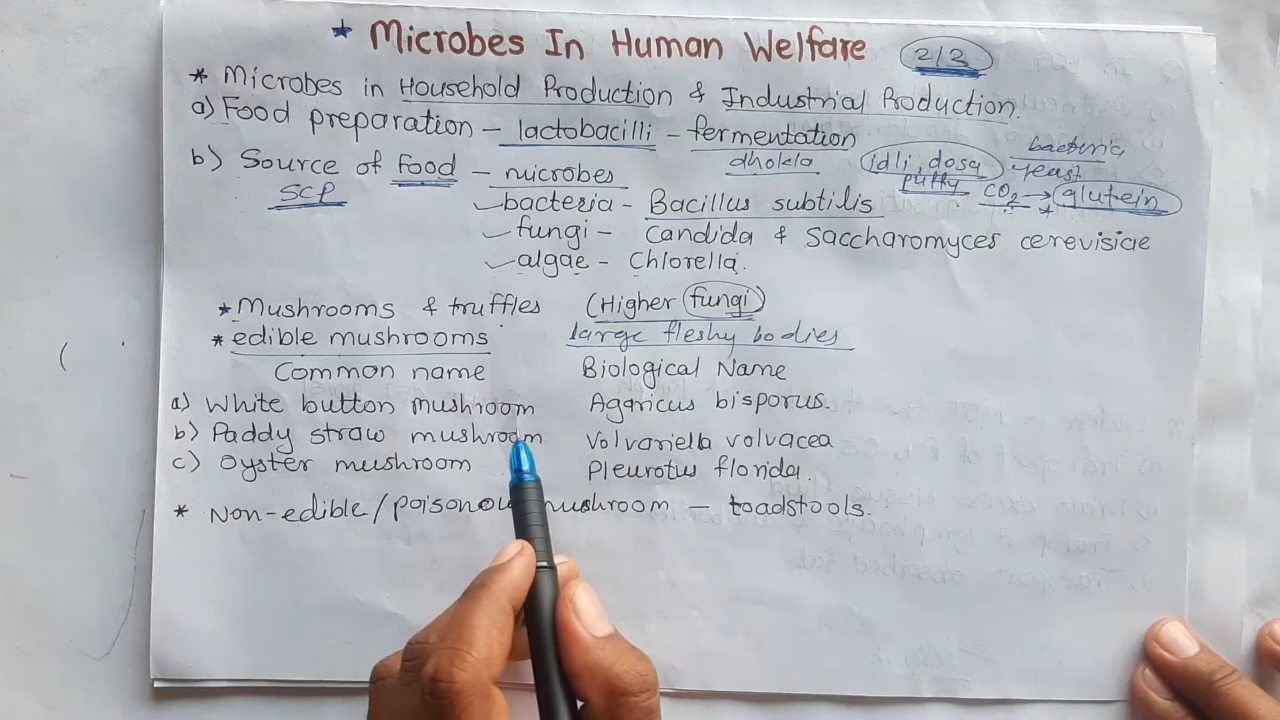 * Microbes In Human Welfare 2/3
* Microbes in Household Production & Industrial Production.
a) Food preparation - lactobacilli - fermentation
dhokla idli, dosa bacteria yeast
b) Source of food - microbes puffy CO2 → glutein
SCP
bacteria - Bacillus subtilis
fungi - Candida & Saccharomyces cerevisiae
algae - Chlorella.
* Mushrooms & truffles (Higher fungi)
* edible mushrooms large fleshy bodies
Common name Biological Name
a) White button mushroom Agaricus bisporus.
b) Paddy straw mushroom Volvariella volvacea
c) Oyster mushroom Pleurotus florida.
* Non-edible/poisonous mushroom - toadstools.